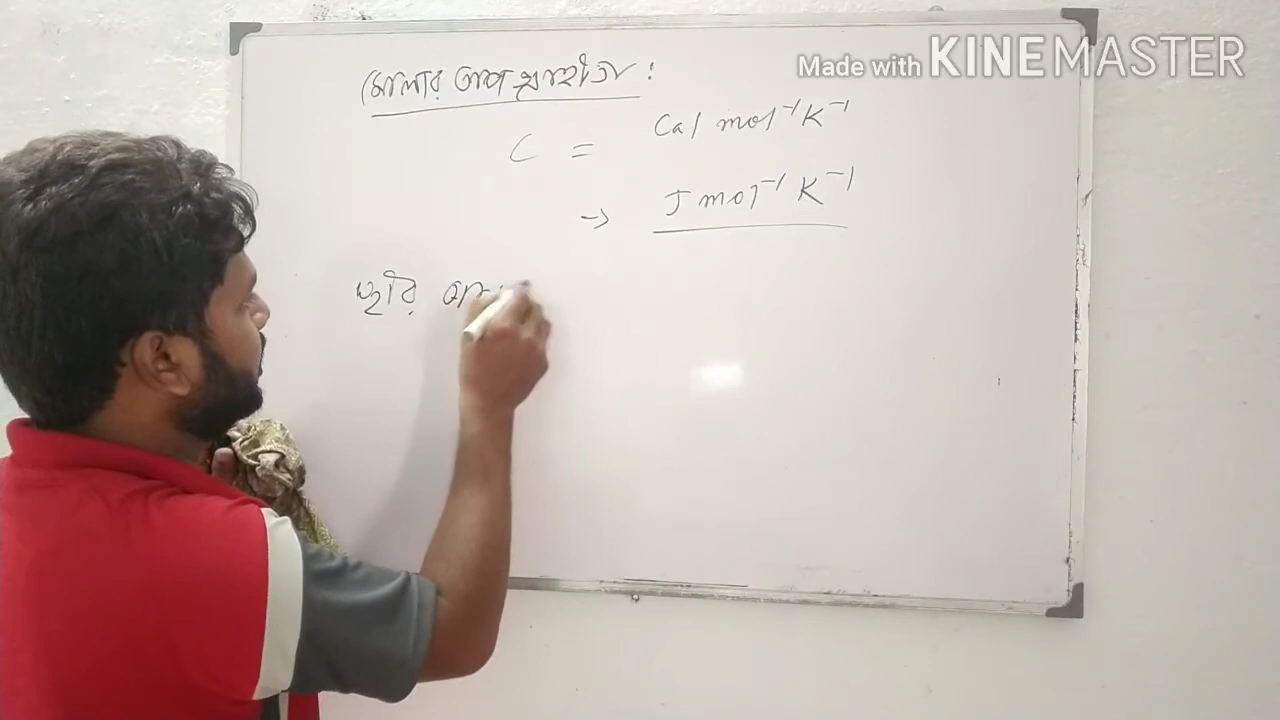 Made with KINEMASTER
মোলার তাপ গ্রাহীতা :
C = Cal mol⁻¹ K⁻¹
→ J mol⁻¹ K⁻¹